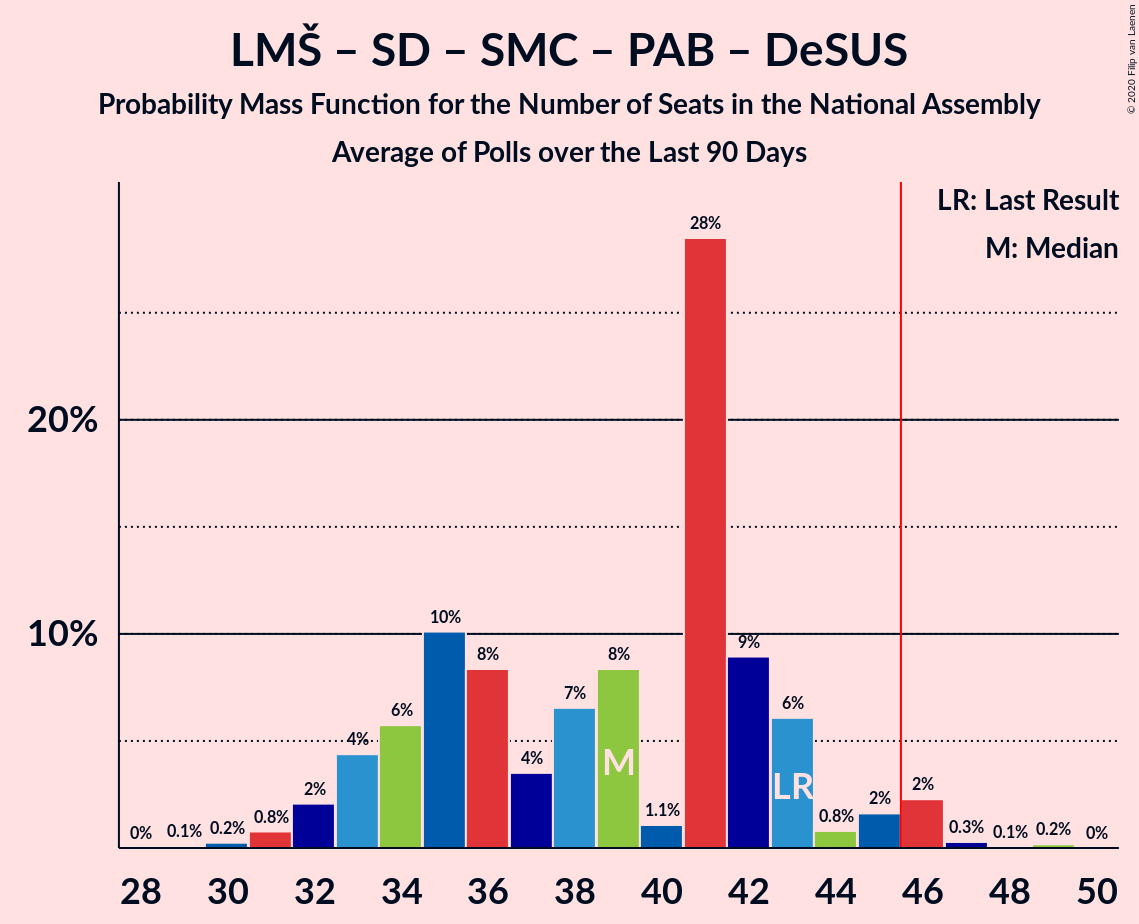 LMŠ – SD – SMC – PAB – DeSUS
Probability Mass Function for the Number of Seats in the National Assembly
Average of Polls over the Last 90 Days
© 2020 Filip van Laenen
LR: Last Result
M: Median
20%
10%
0%
0.1%
0.2%
0.8%
2%
4%
6%
10%
8%
4%
7%
8%
1.1%
28%
9%
6%
0.8%
2%
2%
0.3%
0.1%
0.2%
0%
M
LR
28 30 32 34 36 38 40 42 44 46 48 50